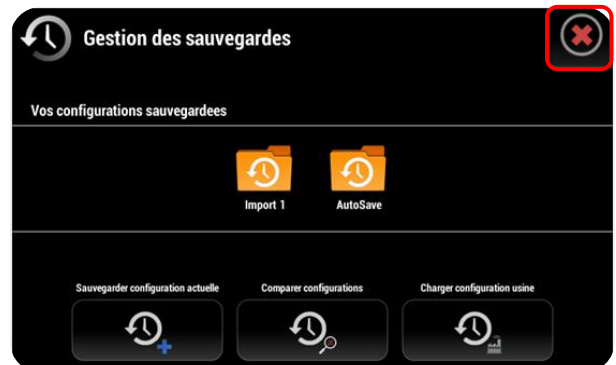 Gestion des sauvegardes
Vos configurations sauvegardees
Import 1
AutoSave
Sauvegarder configuration actuelle
Comparer configurations
Charger configuration usine